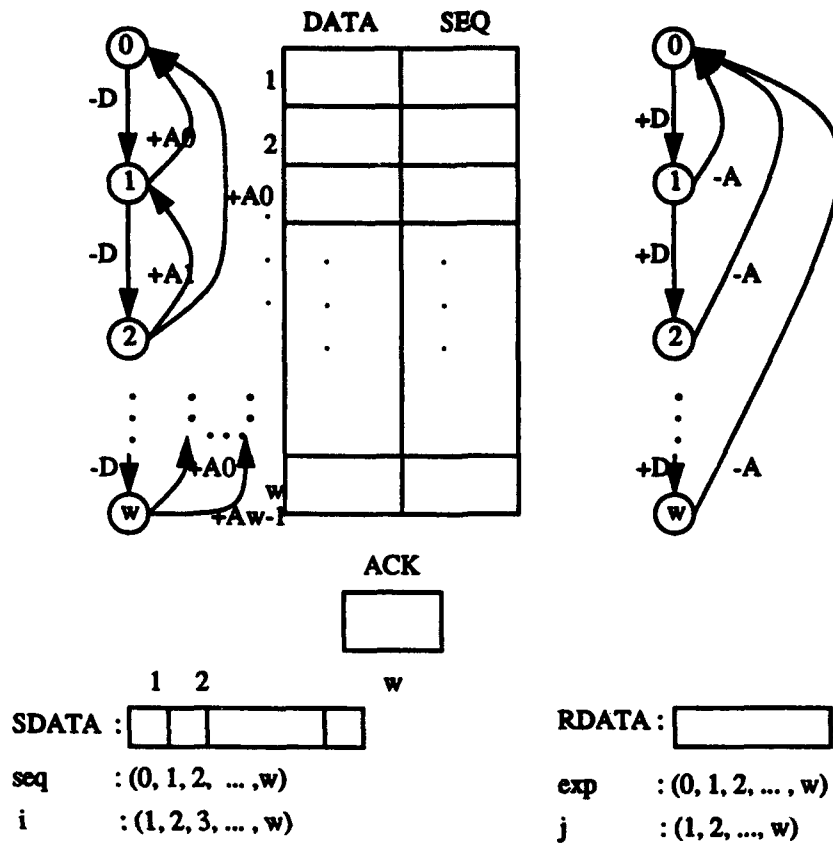 DATA SEQ
0
-D
+A0
1
-D
+A1
+A0
2
-D
+A0
w
+Aw-1
1
2
w
0
+D
-A
1
+D
-A
2
+D
-A
w
ACK
1 2 w
SDATA :
seq : (0, 1, 2, ... ,w)
i : (1, 2, 3, ... , w)
RDATA :
exp : (0, 1, 2, ... , w)
j : (1, 2, ..., w)